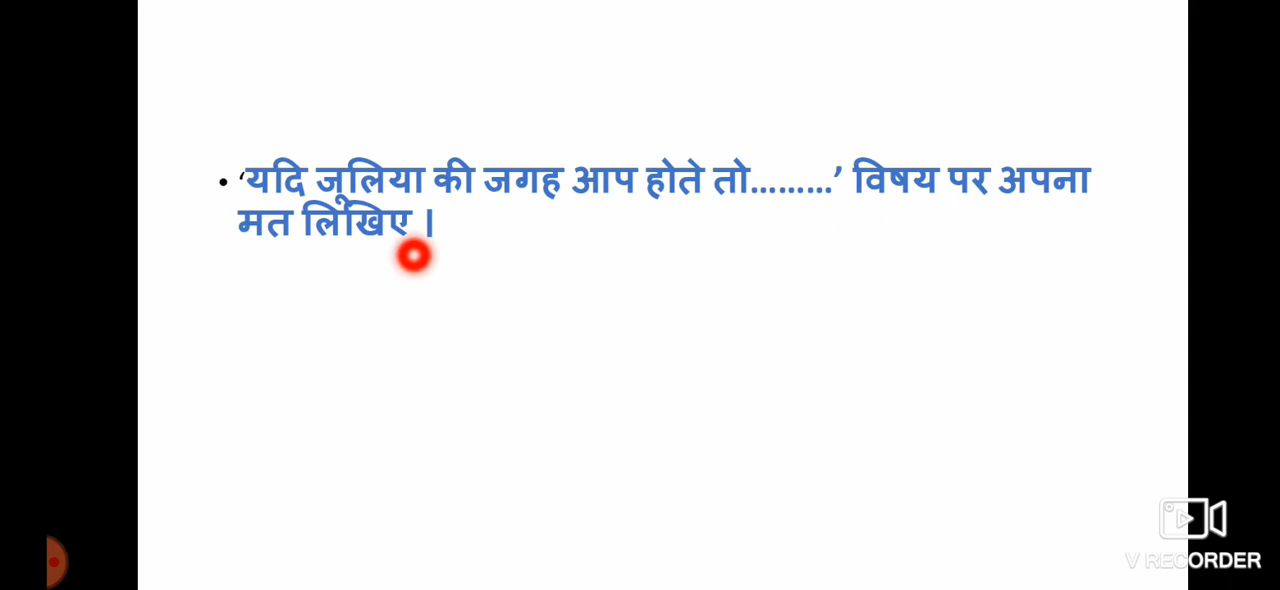 • ‘यदि जूलिया की जगह आप होते तो.........’ विषय पर अपना
मत लिखिए |
V RECORDER